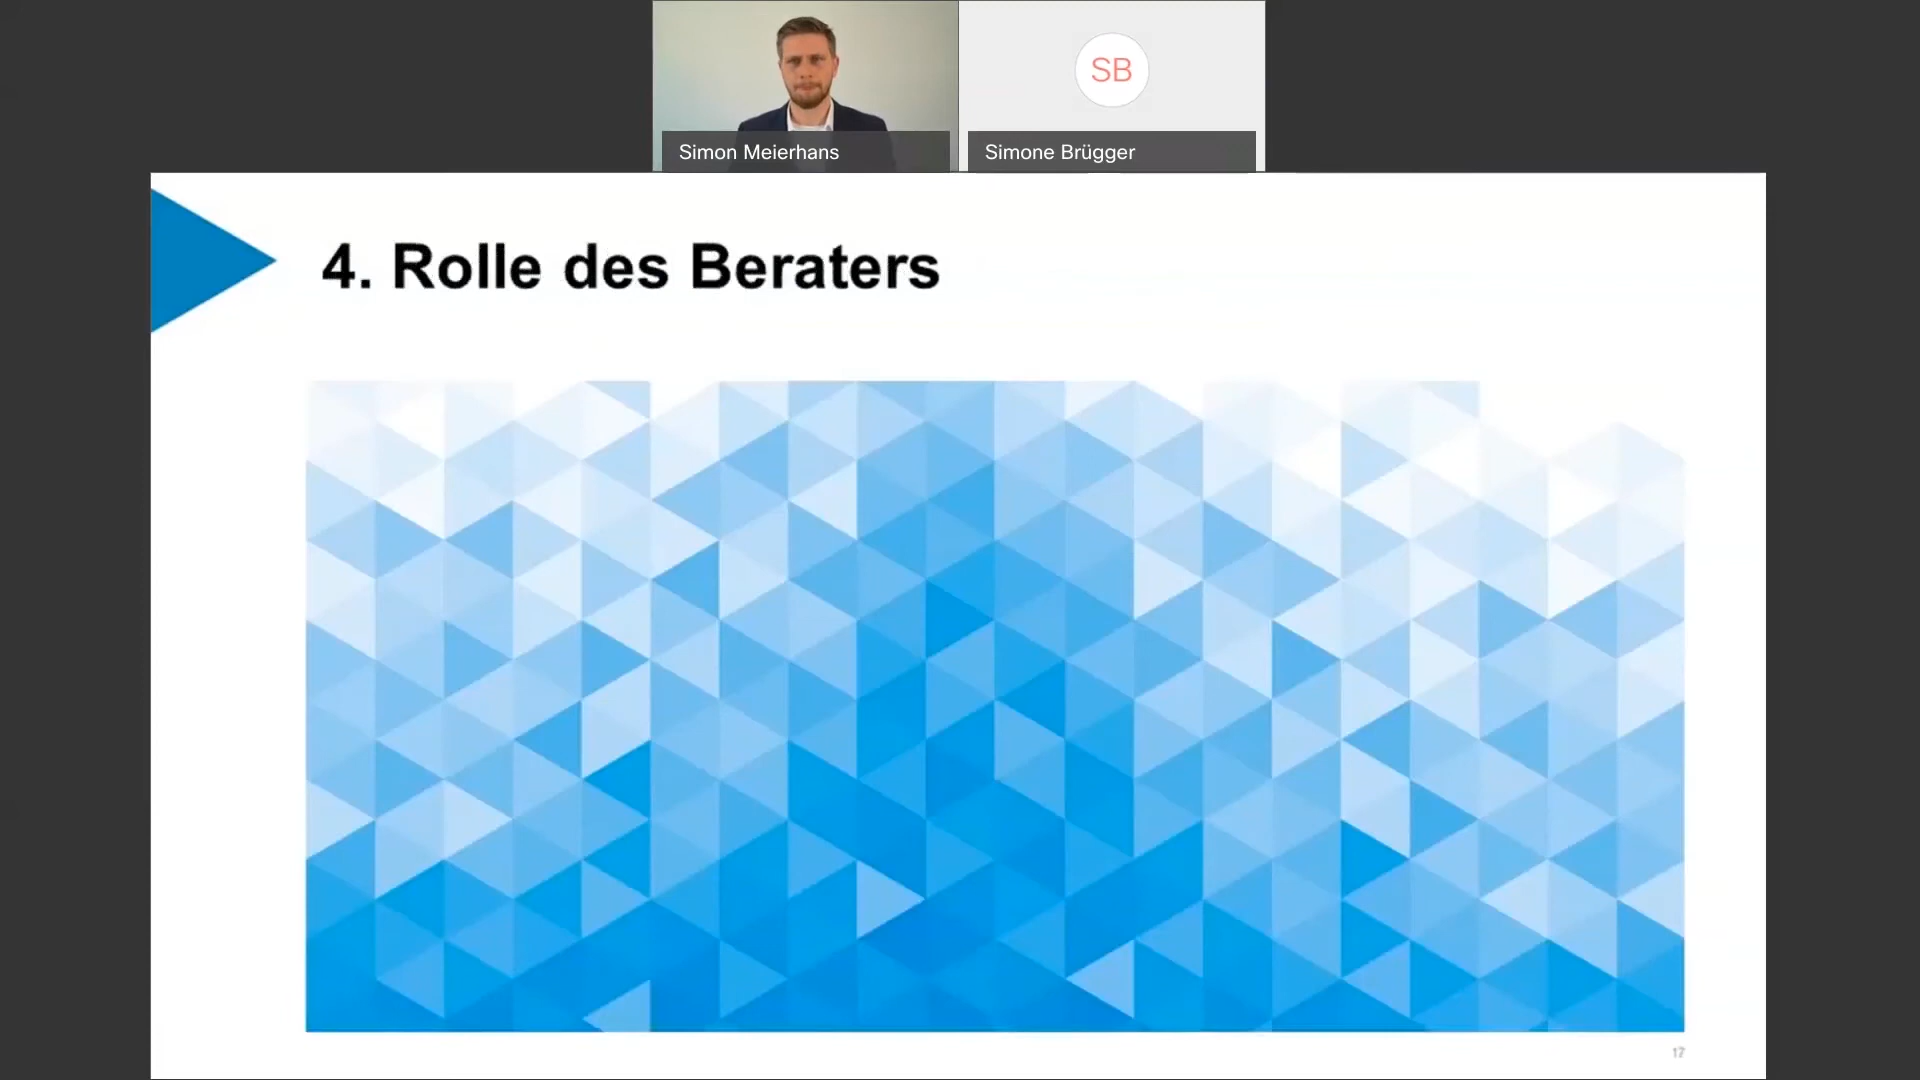 SB
Simon Meierhans
Simone Brügger
4. Rolle des Beraters
17